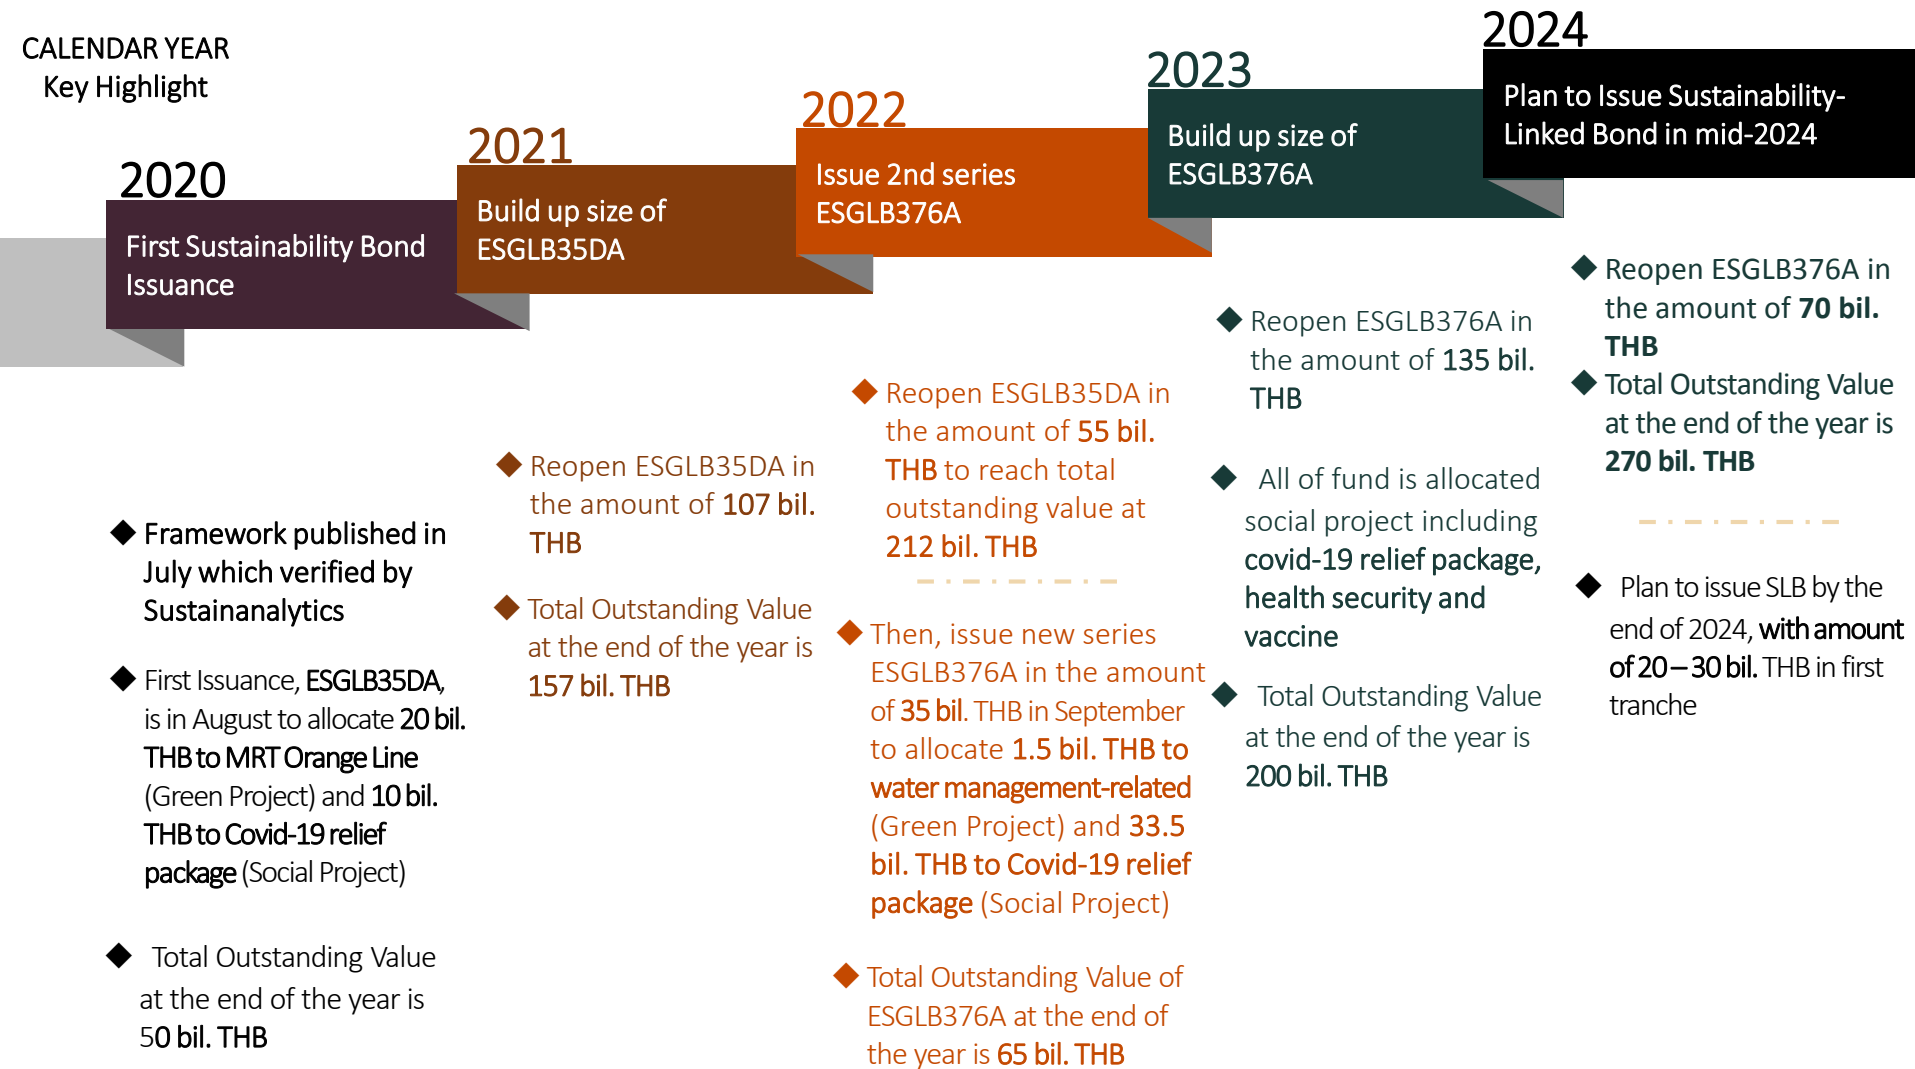 CALENDAR YEAR
Key Highlight
2020
First Sustainability Bond
Issuance
Framework published in
July which verified by
Sustainanalytics
First Issuance, ESGLB35DA,
is in August to allocate 20 bil.
THB to MRT Orange Line
(Green Project) and 10 bil.
THB to Covid-19 relief
package (Social Project)
Total Outstanding Value
at the end of the year is
50 bil. THB
2021
Build up size of
ESGLB35DA
Reopen ESGLB35DA in
the amount of 107 bil.
THB
Total Outstanding Value
at the end of the year is
157 bil. THB
2022
Issue 2nd series
ESGLB376A
Reopen ESGLB35DA in
the amount of 55 bil.
THB to reach total
outstanding value at
212 bil. THB
Then, issue new series
ESGLB376A in the amount
of 35 bil. THB in September
to allocate 1.5 bil. THB to
water management-related
(Green Project) and 33.5
bil. THB to Covid-19 relief
package (Social Project)
Total Outstanding Value of
ESGLB376A at the end of
the year is 65 bil. THB
2023
Build up size of
ESGLB376A
Reopen ESGLB376A in
the amount of 135 bil.
THB
All of fund is allocated
social project including
covid-19 relief package,
health security and
vaccine
Total Outstanding Value
at the end of the year is
200 bil. THB
2024
Plan to Issue Sustainability-
Linked Bond in mid-2024
Reopen ESGLB376A in
the amount of 70 bil.
THB
Total Outstanding Value
at the end of the year is
270 bil. THB
Plan to issue SLB by the
end of 2024, with amount
of 20 – 30 bil. THB in first
tranche